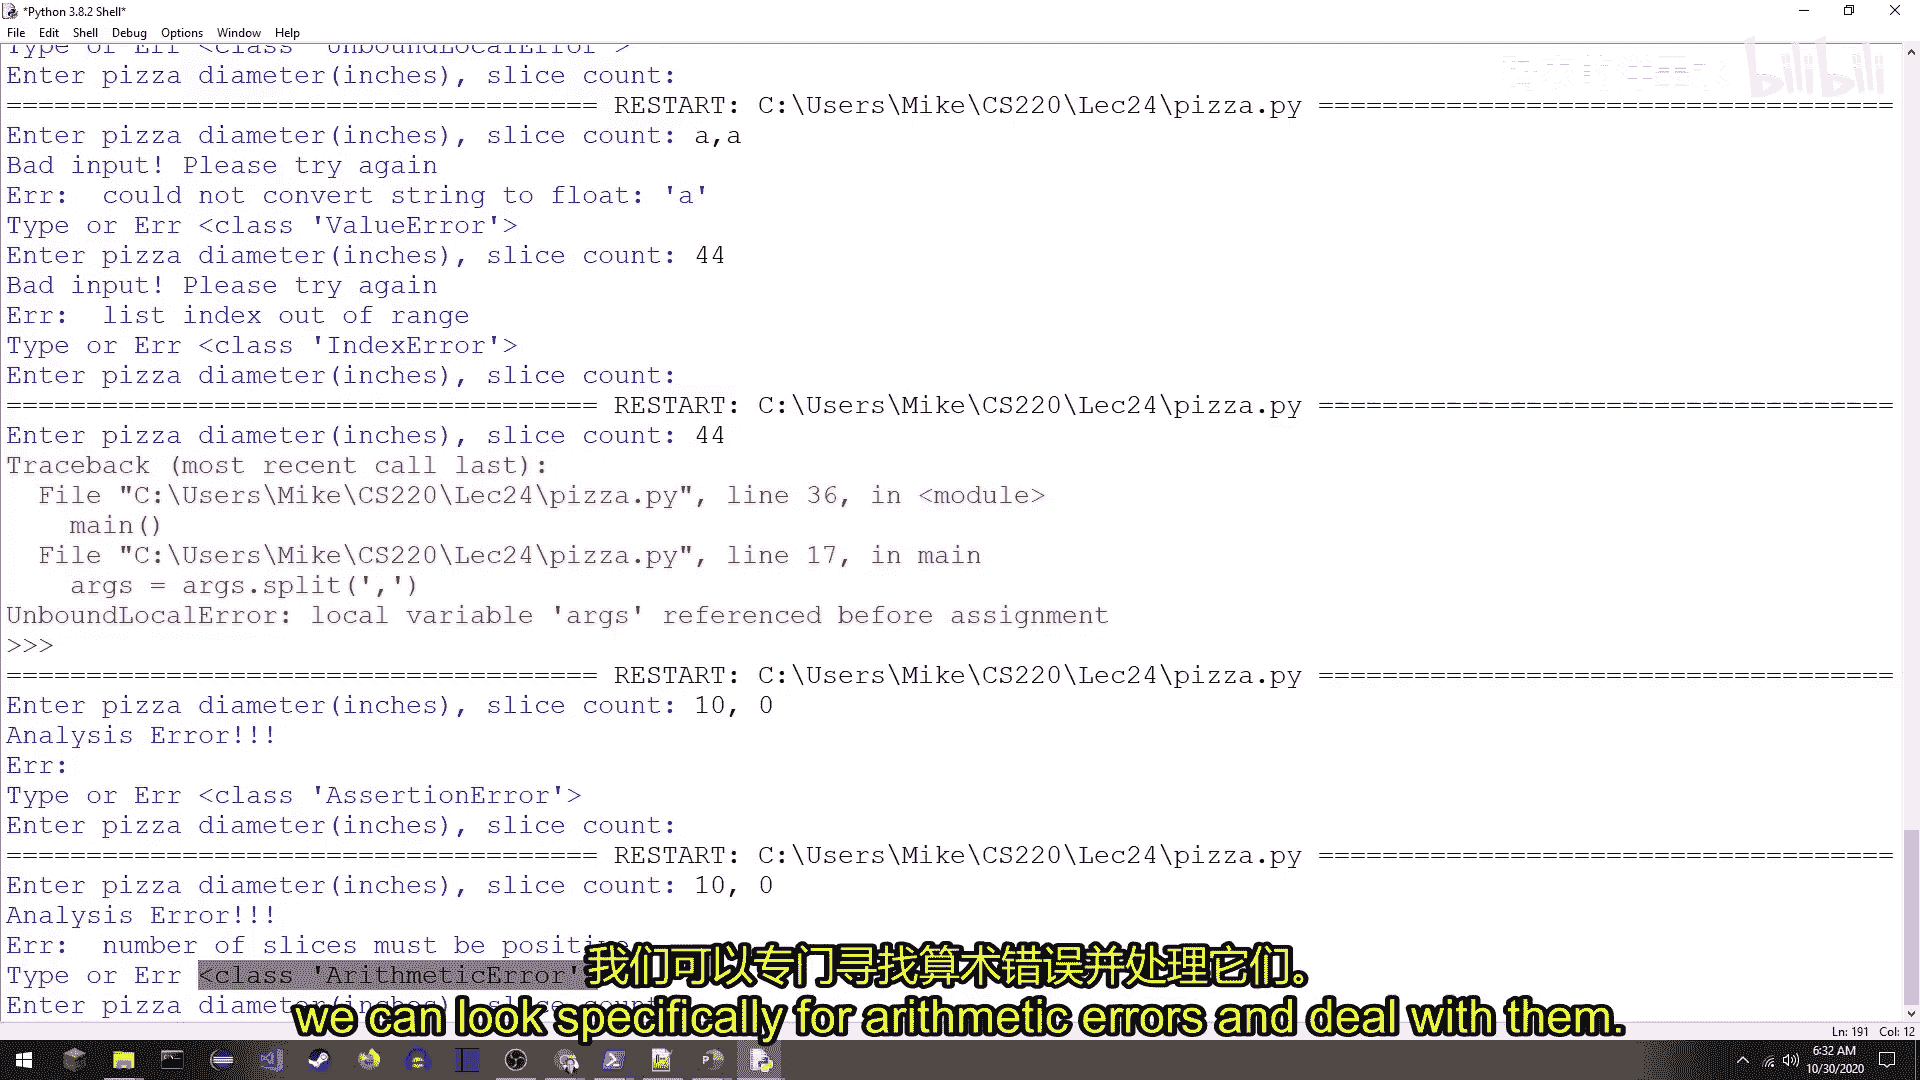 *Python 3.8.2 Shell*
File Edit Shell Debug Options Window Help
Type or Err <class 'UnboundLocalError'>
Enter pizza diameter(inches), slice count:
bilibili
===================================== RESTART: C:\Users\Mike\CS220\Lec24\pizza.py ====================================
Enter pizza diameter(inches), slice count: a,a
Bad input! Please try again
Err:  could not convert string to float: 'a'
Type or Err <class 'ValueError'>
Enter pizza diameter(inches), slice count: 44
Bad input! Please try again
Err:  list index out of range
Type or Err <class 'IndexError'>
Enter pizza diameter(inches), slice count:
===================================== RESTART: C:\Users\Mike\CS220\Lec24\pizza.py ====================================
Enter pizza diameter(inches), slice count: 44
Traceback (most recent call last):
  File "C:\Users\Mike\CS220\Lec24\pizza.py", line 36, in <module>
    main()
  File "C:\Users\Mike\CS220\Lec24\pizza.py", line 17, in main
    args = args.split(',')
UnboundLocalError: local variable 'args' referenced before assignment
>>>
===================================== RESTART: C:\Users\Mike\CS220\Lec24\pizza.py ====================================
Enter pizza diameter(inches), slice count: 10, 0
Analysis Error!!!
Err:
Type or Err <class 'AssertionError'>
Enter pizza diameter(inches), slice count:
===================================== RESTART: C:\Users\Mike\CS220\Lec24\pizza.py ====================================
Enter pizza diameter(inches), slice count: 10, 0
Analysis Error!!!
Err:  number of slices must be positive
Type or Err <class 'ArithmeticError'
Enter pizza diameter(inches), slice count
我们可以专门寻找算术错误并处理它们。
we can look specifically for arithmetic errors and deal with them.
Ln: 191 Col: 12
6:32 AM
10/30/2020